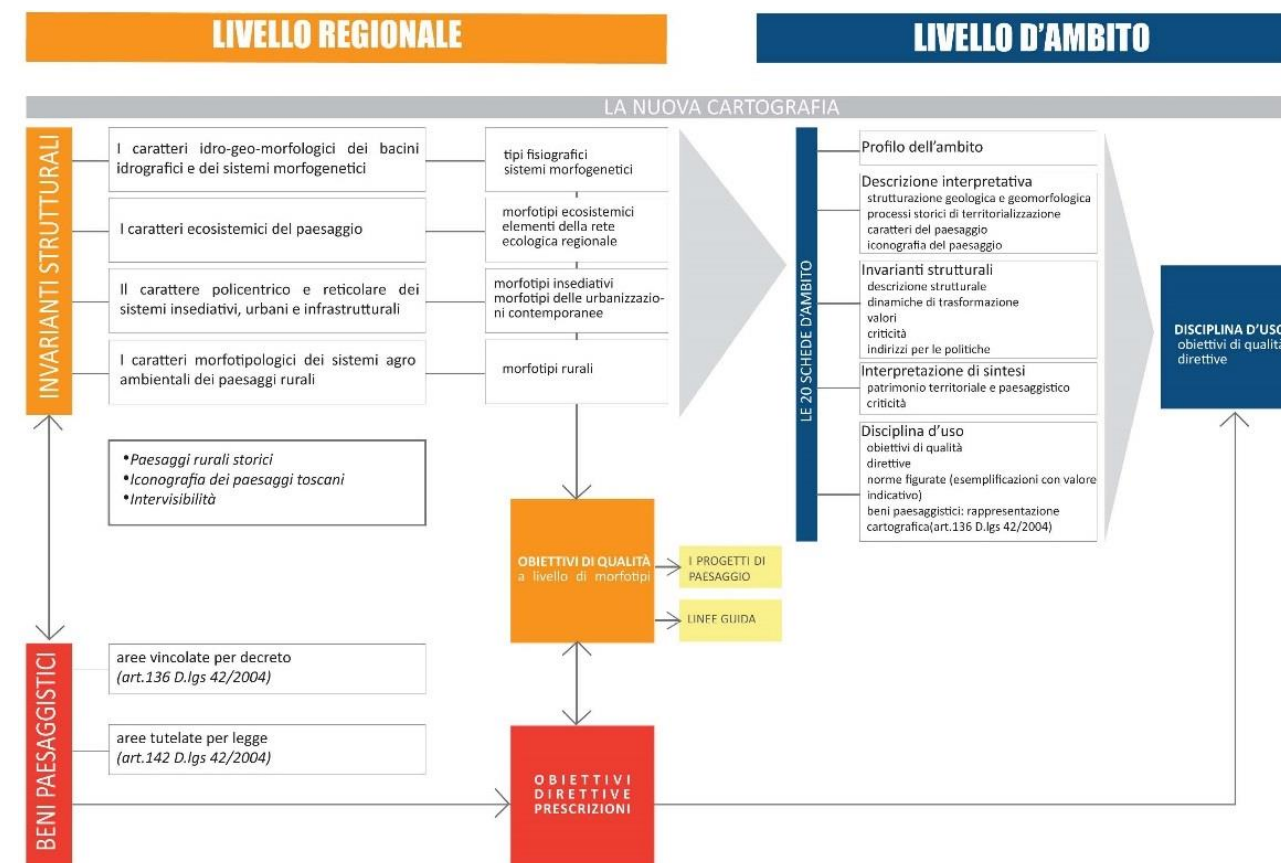 LIVELLO REGIONALE
LIVELLO D'AMBITO
LA NUOVA CARTOGRAFIA
INVARIANTI STRUTTURALI
I caratteri idro-geo-morfologici dei bacini
idrografici e dei sistemi morfogenetici
tipi fisiografici
sistemi morfogenetici
I caratteri ecosistemici del paesaggio
morfotipi ecosistemici
elementi della rete
ecologica regionale
Il carattere policentrico e reticolare dei
sistemi insediativi, urbani e infrastrutturali
morfotipi insediativi
morfotipi delle urbanizzazio-
ni contemporanee
I caratteri morfotipologici dei sistemi agro
ambientali dei paesaggi rurali
morfotipi rurali
•Paesaggi rurali storici
•Iconografia dei paesaggi toscani
•Intervisibilità
OBIETTIVI DI QUALITÀ
a livello di morfotipi
I PROGETTI DI
PAESAGGIO
LINEE GUIDA
BENI PAESAGGISTICI
aree vincolate per decreto
(art.136 D.lgs 42/2004)
aree tutelate per legge
(art.142 D.lgs 42/2004)
OBIETTIVI
DIRETTIVE
PRESCRIZIONI
LE 20 SCHEDE D'AMBITO
Profilo dell'ambito
Descrizione interpretativa
strutturazione geologica e geomorfologica
processi storici di territorializzazione
caratteri del paesaggio
iconografia del paesaggio
Invarianti strutturali
descrizione strutturale
dinamiche di trasformazione
valori
criticità
indirizzi per le politiche
Interpretazione di sintesi
patrimonio territoriale e paesaggistico
criticità
Disciplina d'uso
obiettivi di qualità
direttive
norme figurate (esemplificazioni con valore
indicativo)
beni paesaggistici: rappresentazione
cartografica(art.136 D.lgs 42/2004)
DISCIPLINA D'USO
obiettivi di qualità
direttive